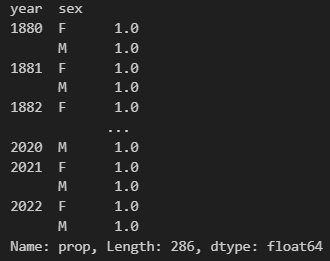 year sex
1880 F 1.0
M 1.0
1881 F 1.0
M 1.0
1882 F 1.0
...
2020 M 1.0
2021 F 1.0
M 1.0
2022 F 1.0
M 1.0
Name: prop, Length: 286, dtype: float64